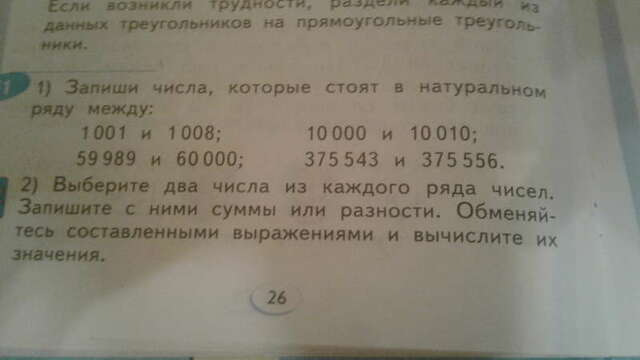 Если возникли трудности, раздели каждый из
данных треугольников на прямоугольные треуголь-
ники.
1 1) Запиши числа, которые стоят в натуральном
ряду между:
1 001 и 1 008; 10 000 и 10 010;
59 989 и 60 000; 375 543 и 375 556.
2) Выберите два числа из каждого ряда чисел.
Запишите с ними суммы или разности. Обменяй-
тесь составленными выражениями и вычислите их
значения.
26